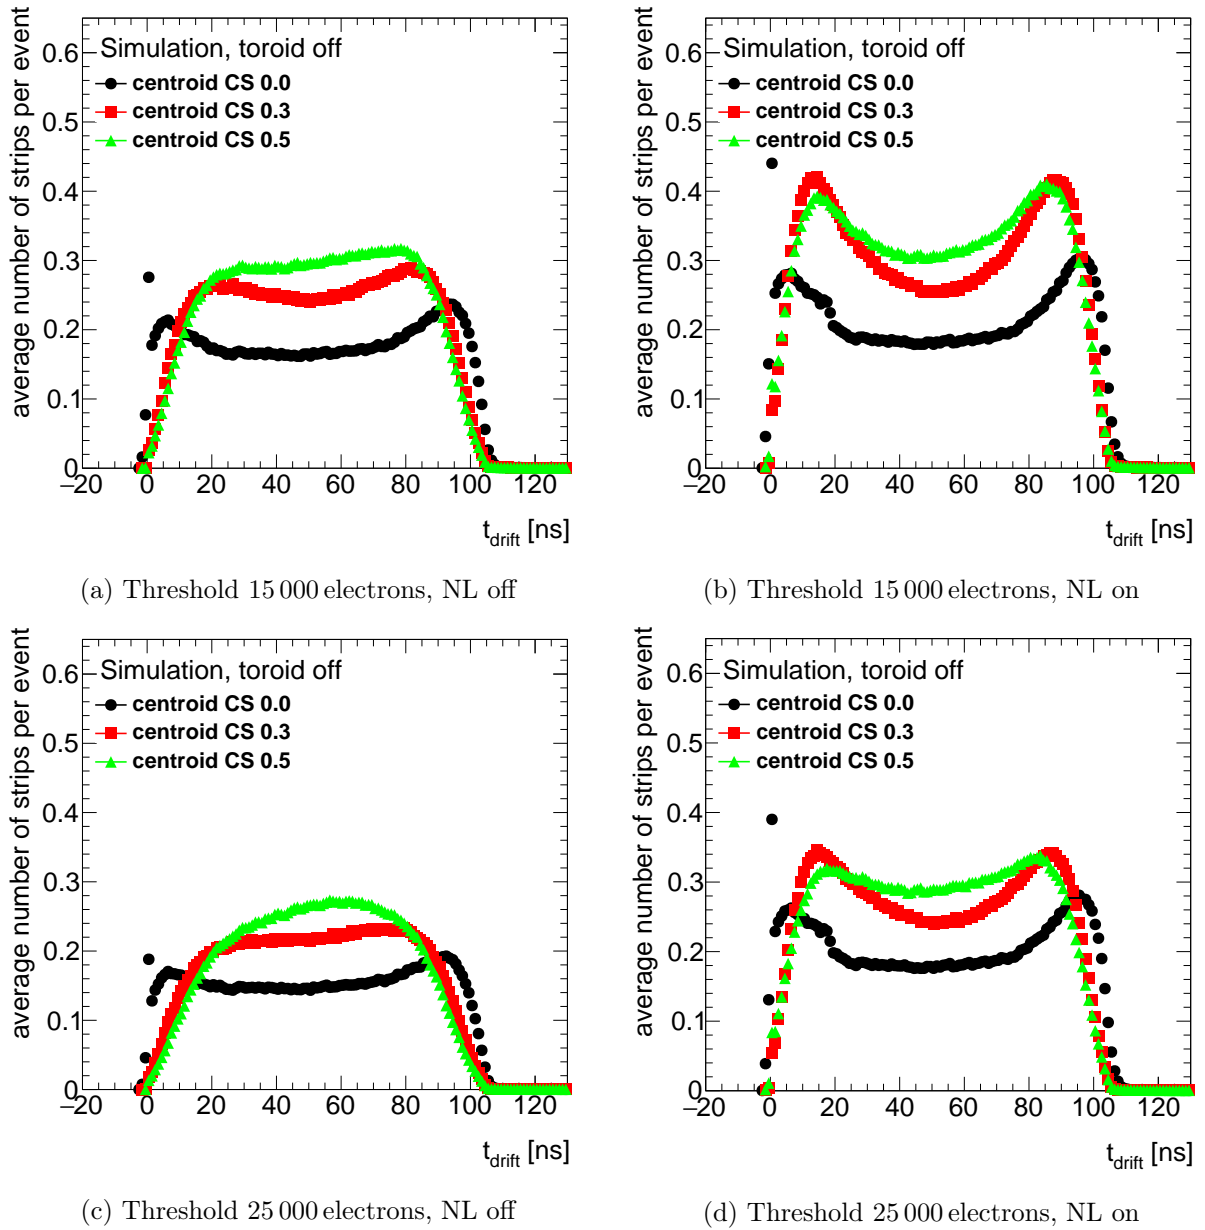 average number of strips per event
0.6
0.5
0.4
0.3
0.2
0.1
0
Simulation, toroid off
centroid CS 0.0
centroid CS 0.3
centroid CS 0.5
−20 0 20 40 60 80 100 120
t_drift [ns]
(a) Threshold 15 000 electrons, NL off
average number of strips per event
0.6
0.5
0.4
0.3
0.2
0.1
0
Simulation, toroid off
centroid CS 0.0
centroid CS 0.3
centroid CS 0.5
−20 0 20 40 60 80 100 120
t_drift [ns]
(b) Threshold 15 000 electrons, NL on
average number of strips per event
0.6
0.5
0.4
0.3
0.2
0.1
0
Simulation, toroid off
centroid CS 0.0
centroid CS 0.3
centroid CS 0.5
−20 0 20 40 60 80 100 120
t_drift [ns]
(c) Threshold 25 000 electrons, NL off
average number of strips per event
0.6
0.5
0.4
0.3
0.2
0.1
0
Simulation, toroid off
centroid CS 0.0
centroid CS 0.3
centroid CS 0.5
−20 0 20 40 60 80 100 120
t_drift [ns]
(d) Threshold 25 000 electrons, NL on